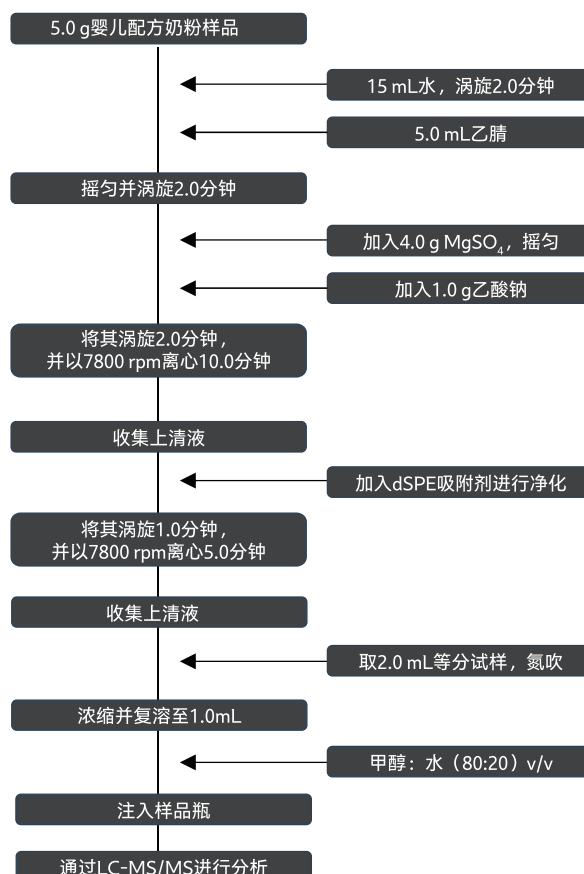 5.0 g婴儿配方奶粉样品
15 mL水，涡旋2.0分钟
5.0 mL乙腈
摇匀并涡旋2.0分钟
加入4.0 g MgSO₄，摇匀
加入1.0 g乙酸钠
将其涡旋2.0分钟，
并以7800 rpm离心10.0分钟
收集上清液
加入dSPE吸附剂进行净化
将其涡旋1.0分钟，
并以7800 rpm离心5.0分钟
收集上清液
取2.0 mL等分试样，氮吹
浓缩并复溶至1.0mL
甲醇：水（80:20）v/v
注入样品瓶
通过LC-MS/MS进行分析